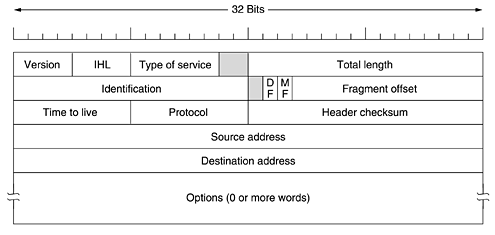 32 Bits
Version IHL Type of service Total length
Identification D F M F Fragment offset
Time to live Protocol Header checksum
Source address
Destination address
Options (0 or more words)